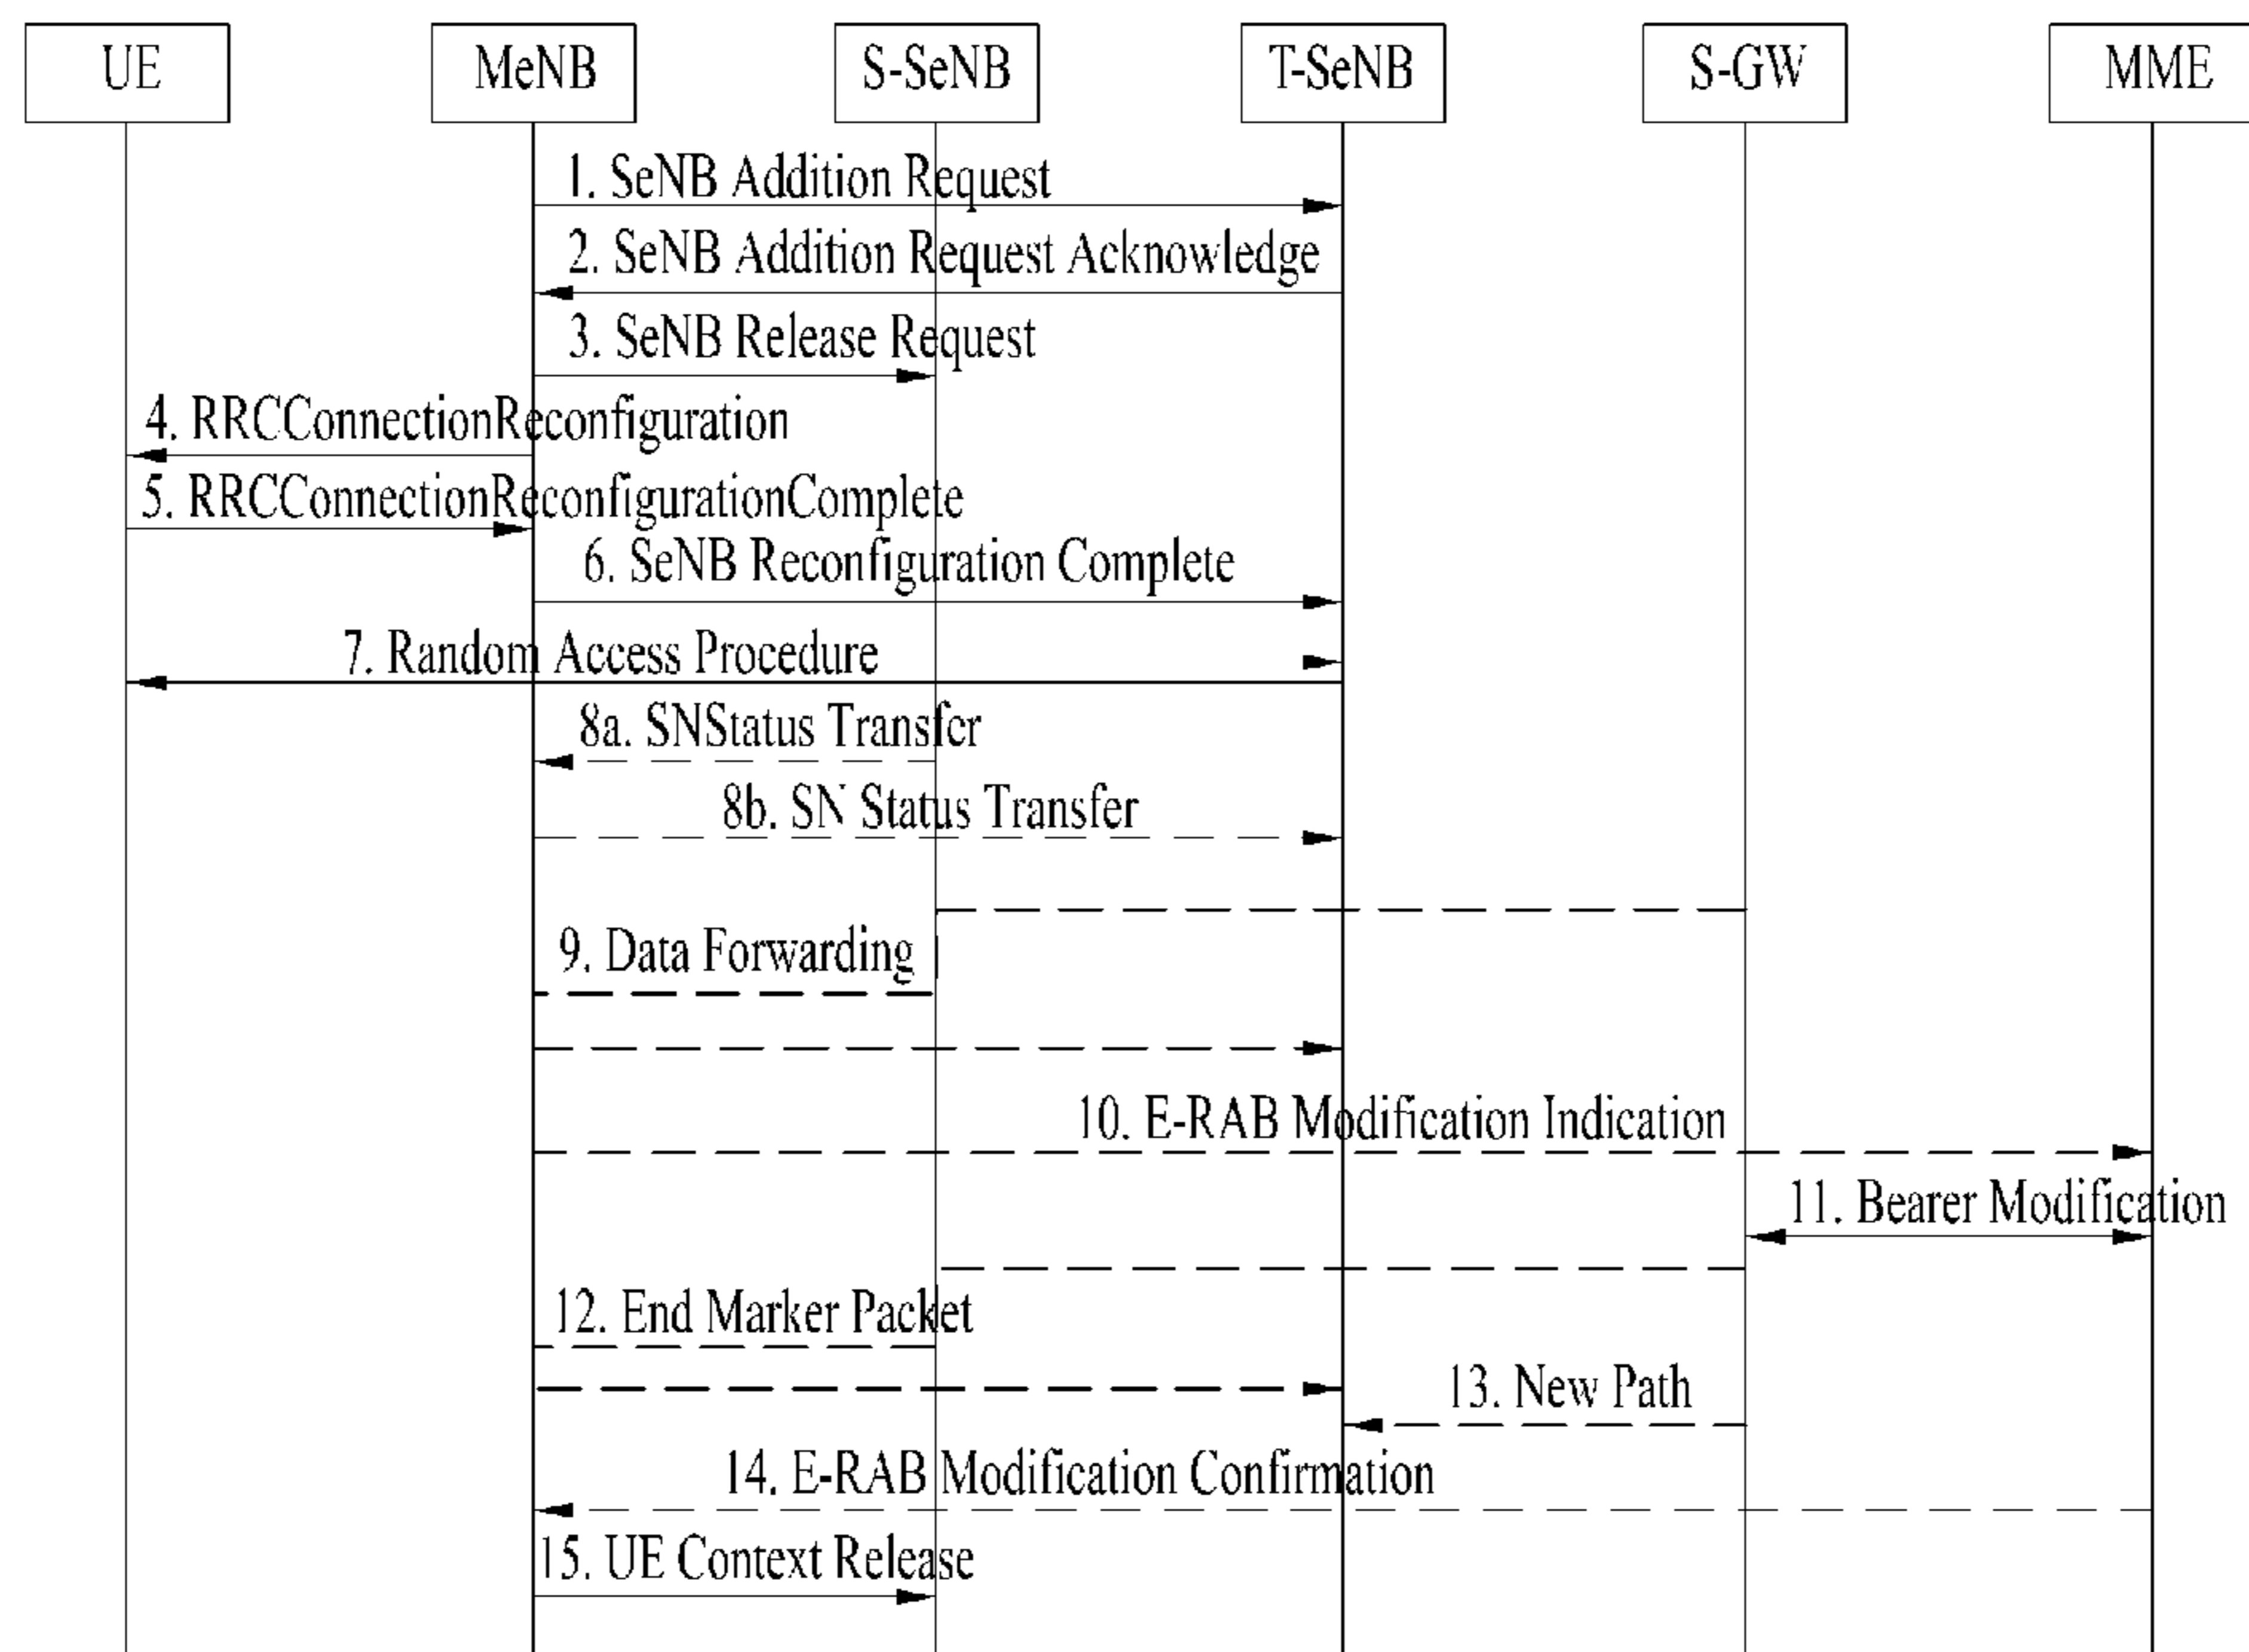 UE
MeNB
S-SeNB
T-SeNB
S-GW
MME
1. SeNB Addition Request
2. SeNB Addition Request Acknowledge
3. SeNB Release Request
4. RRCConnectionReconfiguration
5. RRCConnectionReconfigurationComplete
6. SeNB Reconfiguration Complete
7. Random Access Procedure
8a. SNStatus Transfer
8b. SN Status Transfer
9. Data Forwarding
10. E-RAB Modification Indication
11. Bearer Modification
12. End Marker Packet
13. New Path
14. E-RAB Modification Confirmation
15. UE Context Release